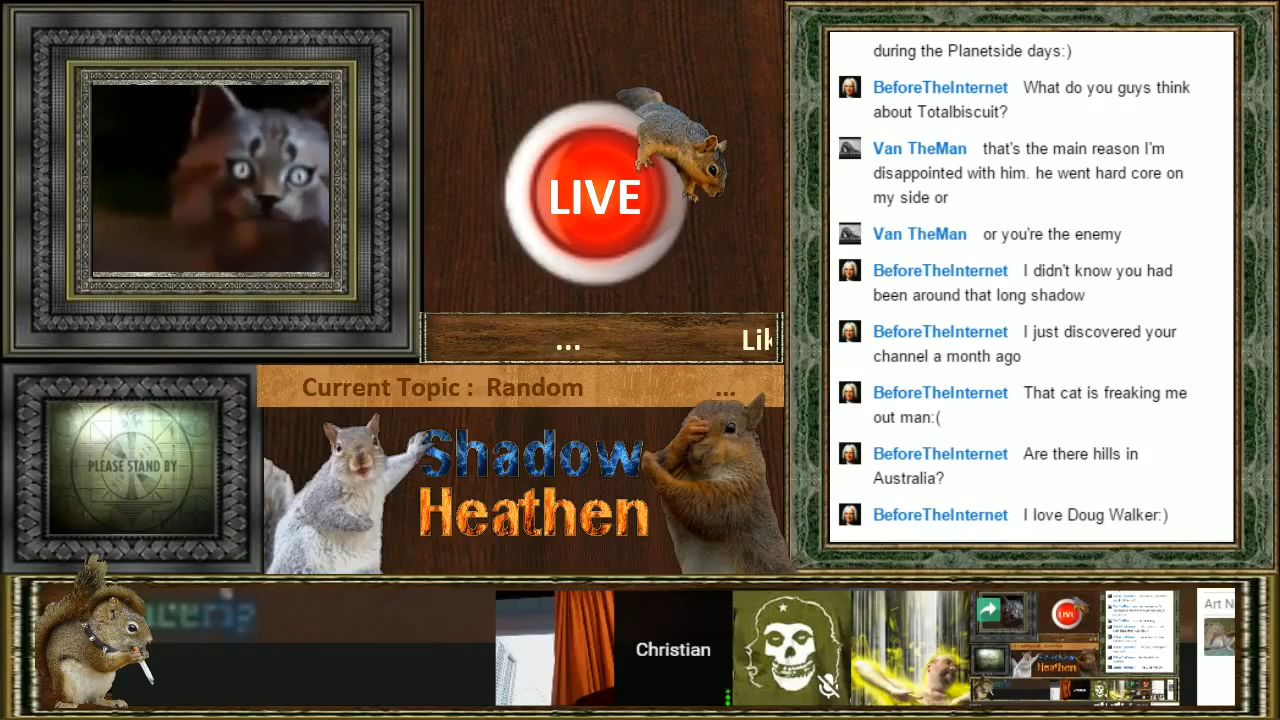 LIVE
...
Lik
Current Topic : Random
...
PLEASE STAND BY
Shadow
Heathen
during the Planetside days:)
BeforeTheInternet What do you guys think
about Totalbiscuit?
Van TheMan that's the main reason I'm
disappointed with him. he went hard core on
my side or
Van TheMan or you're the enemy
BeforeTheInternet I didn't know you had
been around that long shadow
BeforeTheInternet I just discovered your
channel a month ago
BeforeTheInternet That cat is freaking me
out man:(
BeforeTheInternet Are there hills in
Australia?
BeforeTheInternet I love Doug Walker:)
Christian
LIVE
Heathen
Art N